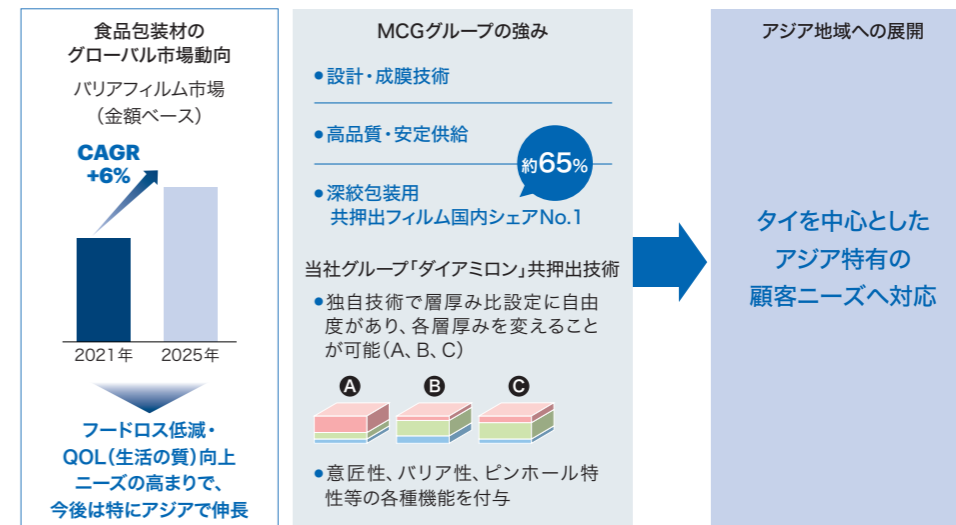 食品包装材の
グローバル市場動向
バリアフィルム市場
（金額ベース）
CAGR
+6%
2021年
2025年
フードロス低減・
QOL（生活の質）向上
ニーズの高まりで、
今後は特にアジアで伸長
MCGグループの強み
●設計・成膜技術
●高品質・安定供給
約65%
●深絞包装用
共押出フィルム国内シェアNo.1
当社グループ「ダイアミロン」共押出技術
●独自技術で層厚み比設定に自由
度があり、各層厚みを変えること
が可能（A、B、C）
A
B
C
●意匠性、バリア性、ピンホール特
性等の各種機能を付与
アジア地域への展開
タイを中心とした
アジア特有の
顧客ニーズへ対応